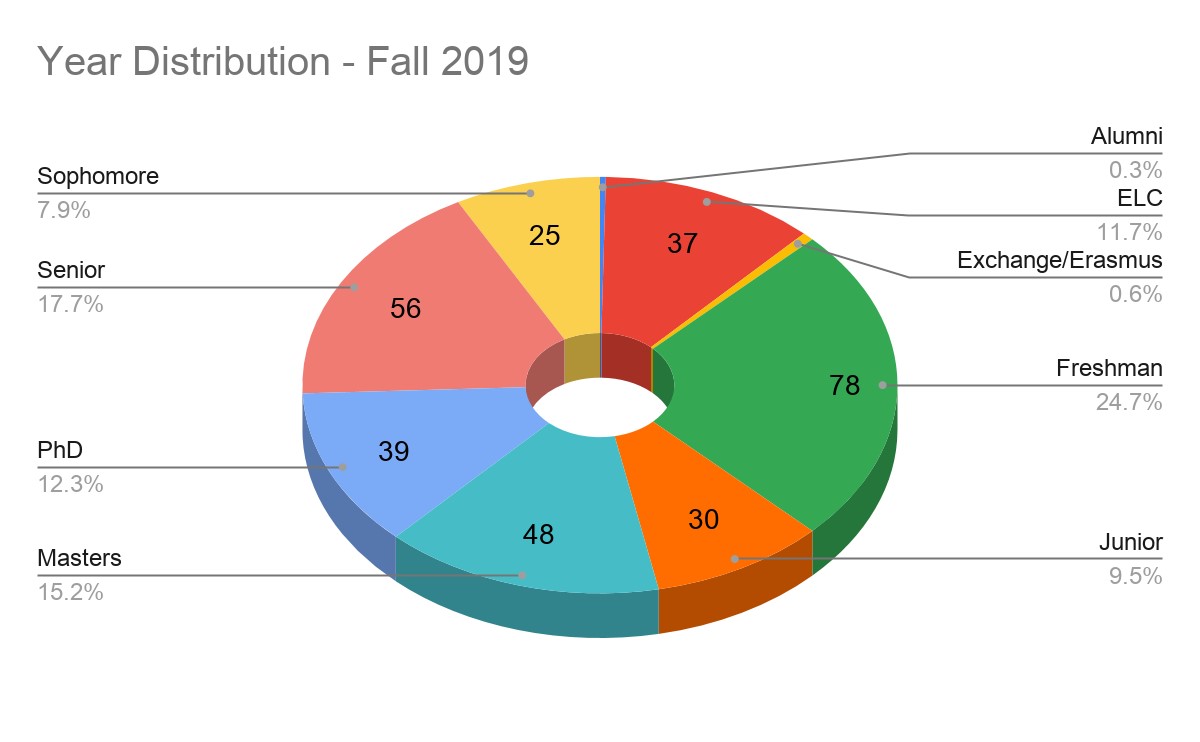 Year Distribution - Fall 2019
Alumni
0.3%
ELC
11.7%
Exchange/Erasmus
0.6%
Freshman
24.7%
Junior
9.5%
Sophomore
7.9%
Senior
17.7%
PhD
12.3%
Masters
15.2%
25
37
56
78
39
30
48